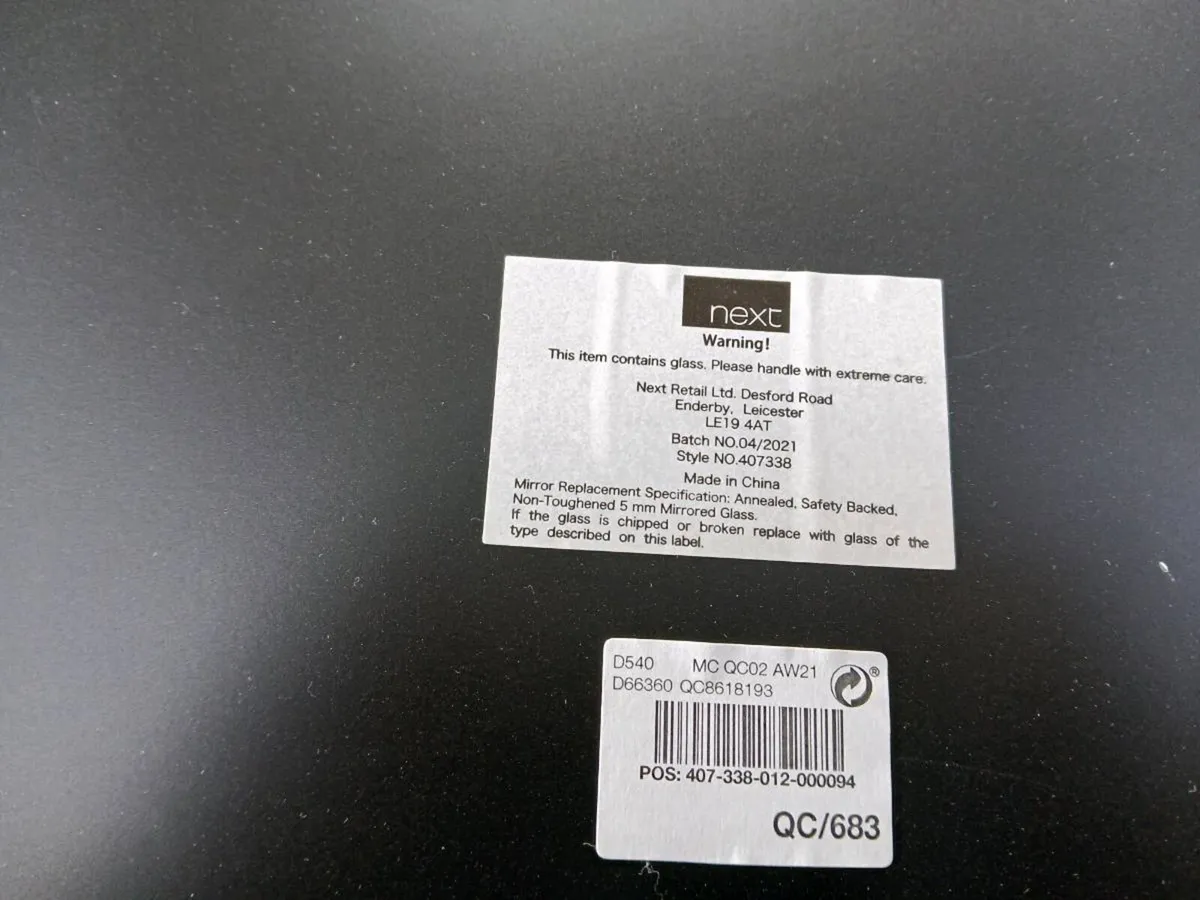 next
Warning!
This item contains glass. Please handle with extreme care.
Next Retail Ltd. Desford Road
Enderby, Leicester
LE19 4AT
Batch NO.04/2021
Style NO.407338
Made in China
Mirror Replacement Specification: Annealed, Safety Backed,
Non-Toughened 5 mm Mirrored Glass.
If the glass is chipped or broken replace with glass of the
type described on this label.
D540 MC QC02 AW21 ®
D66360 QC8618193
POS: 407-338-012-000094
QC/683